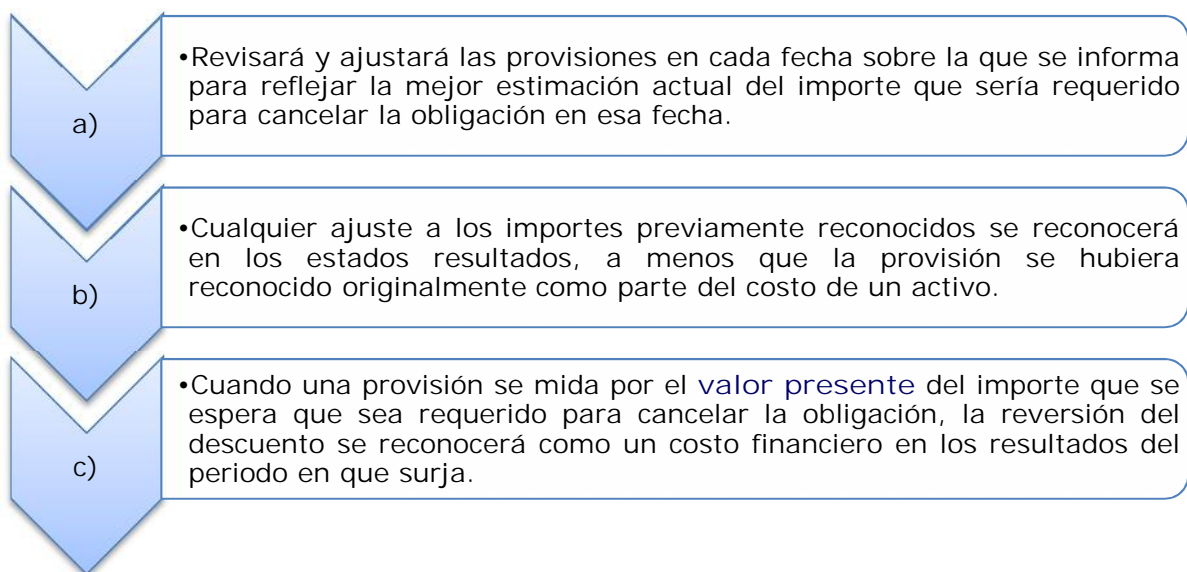 a)
•Revisará y ajustará las provisiones en cada fecha sobre la que se informa
para reflejar la mejor estimación actual del importe que sería requerido
para cancelar la obligación en esa fecha.
b)
•Cualquier ajuste a los importes previamente reconocidos se reconocerá
en los estados resultados, a menos que la provisión se hubiera
reconocido originalmente como parte del costo de un activo.
c)
•Cuando una provisión se mida por el valor presente del importe que se
espera que sea requerido para cancelar la obligación, la reversión del
descuento se reconocerá como un costo financiero en los resultados del
periodo en que surja.